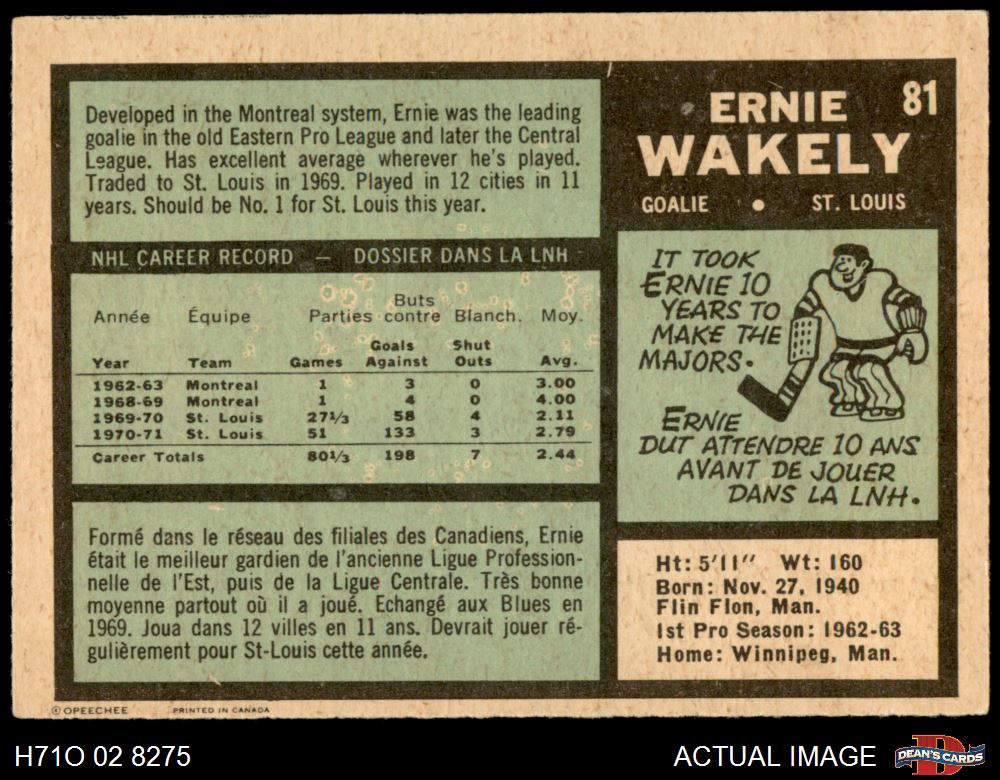 Developed in the Montreal system, Ernie was the leading
goalie in the old Eastern Pro League and later the Central
League. Has excellent average wherever he's played.
Traded to St. Louis in 1969. Played in 12 cities in 11
years. Should be No. 1 for St. Louis this year.
NHL CAREER RECORD — DOSSIER DANS LA LNH
Buts
Année Équipe Parties contre Blanch. Moy.
Goals Shut
Year Team Games Against Outs Avg.
1962-63 Montreal 1 3 0 3.00
1968-69 Montreal 1 4 0 4.00
1969-70 St. Louis 27⅓ 58 4 2.11
1970-71 St. Louis 51 133 3 2.79
Career Totals 80⅓ 198 7 2.44
Formé dans le réseau des filiales des Canadiens, Ernie
était le meilleur gardien de l'ancienne Ligue Profession-
nelle de l'Est, puis de la Ligue Centrale. Très bonne
moyenne partout où il a joué. Echangé aux Blues en
1969. Joua dans 12 villes en 11 ans. Devrait jouer ré-
gulièrement pour St-Louis cette année.
81
ERNIE
WAKELY
GOALIE • ST. LOUIS
IT TOOK
ERNIE 10
YEARS TO
MAKE THE
MAJORS.
ERNIE
DUT ATTENDRE 10 ANS
AVANT DE JOUER
DANS LA LNH.
Ht: 5'11" Wt: 160
Born: Nov. 27, 1940
Flin Flon, Man.
1st Pro Season: 1962-63
Home: Winnipeg, Man.
© OPEECHEE PRINTED IN CANADA
H71O 02 8275 ACTUAL IMAGE DEAN'S CARDS